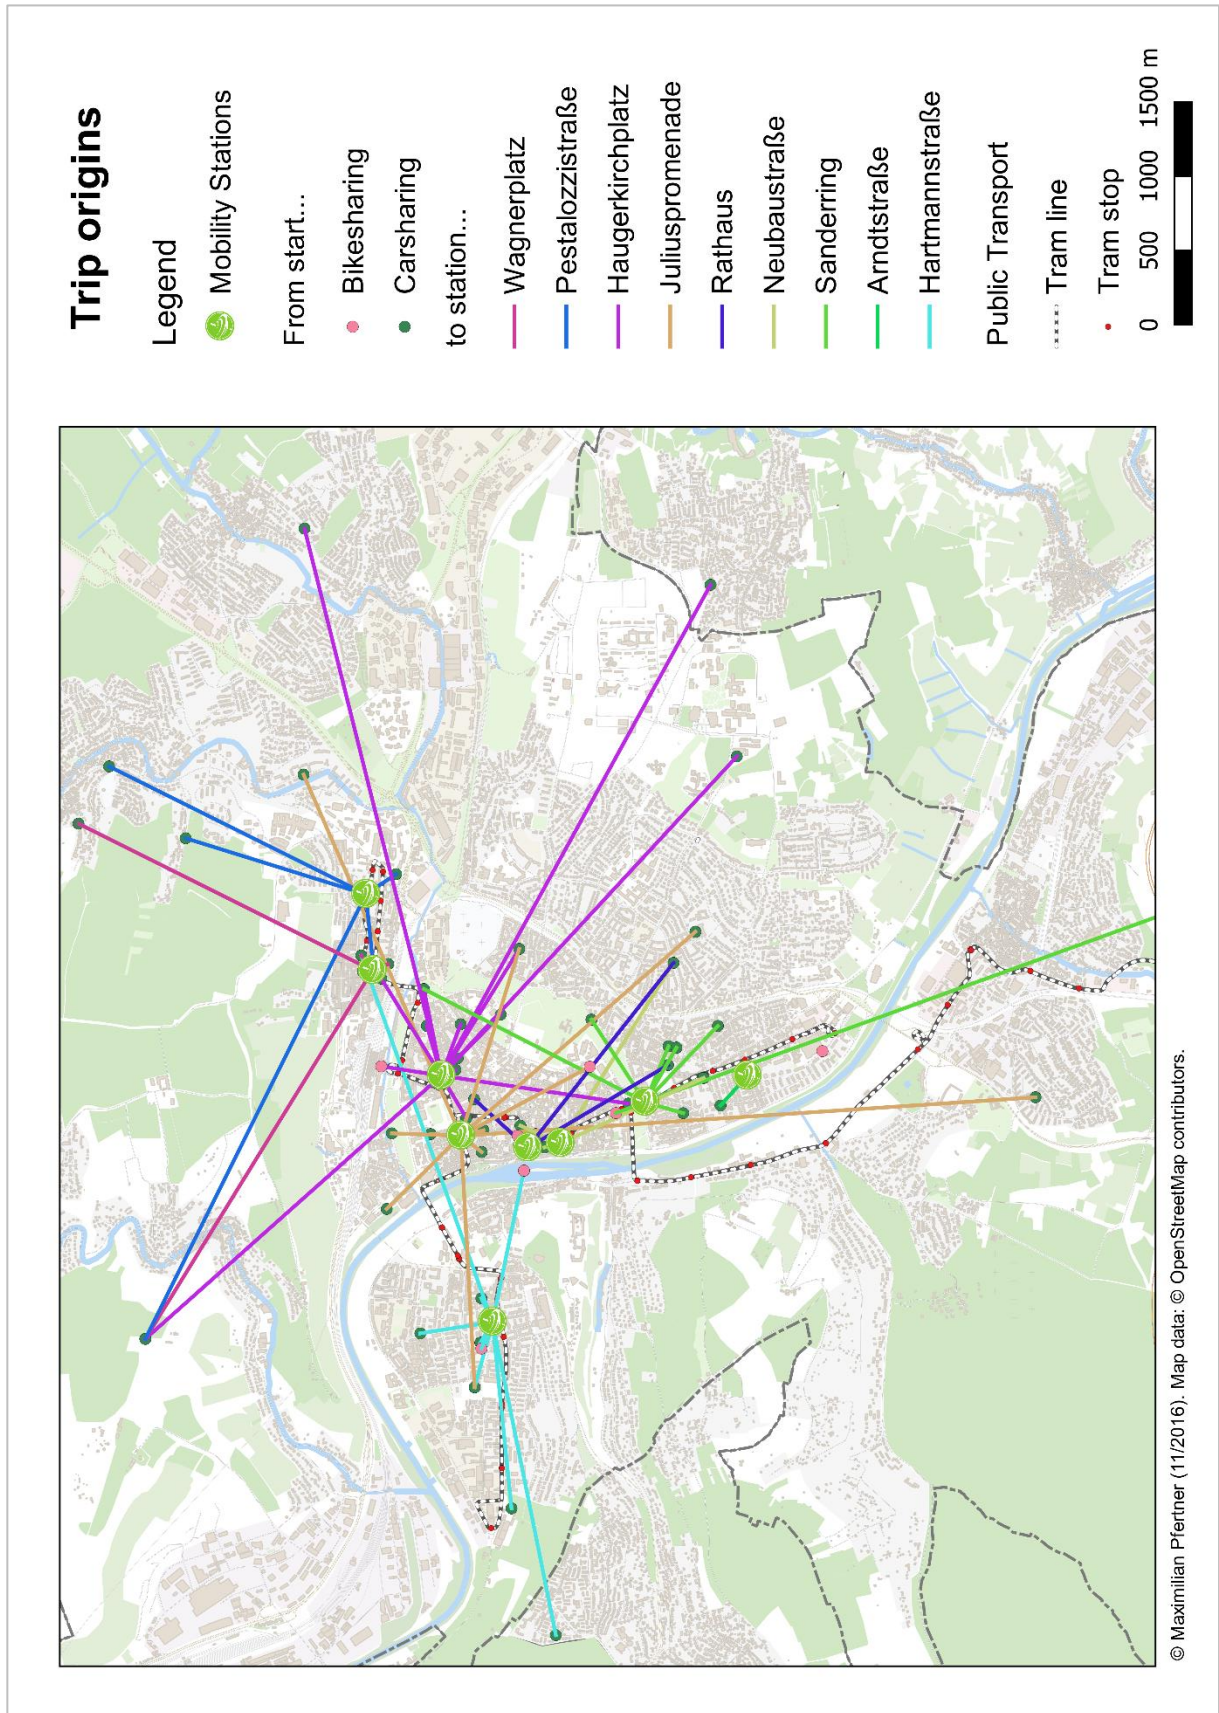 Trip origins
Legend
Mobility Stations
From start...
Bikesharing
Carsharing
to station...
Wagnerplatz
Pestalozzistraße
Haugerkirchplatz
Juliuspromenade
Rathaus
Neubaustraße
Sanderring
Arndtstraße
Hartmannstraße
Public Transport
Tram line
Tram stop
0 500 1000 1500 m
© Maximilian Pfertner (11/2016). Map data: © OpenStreetMap contributors.